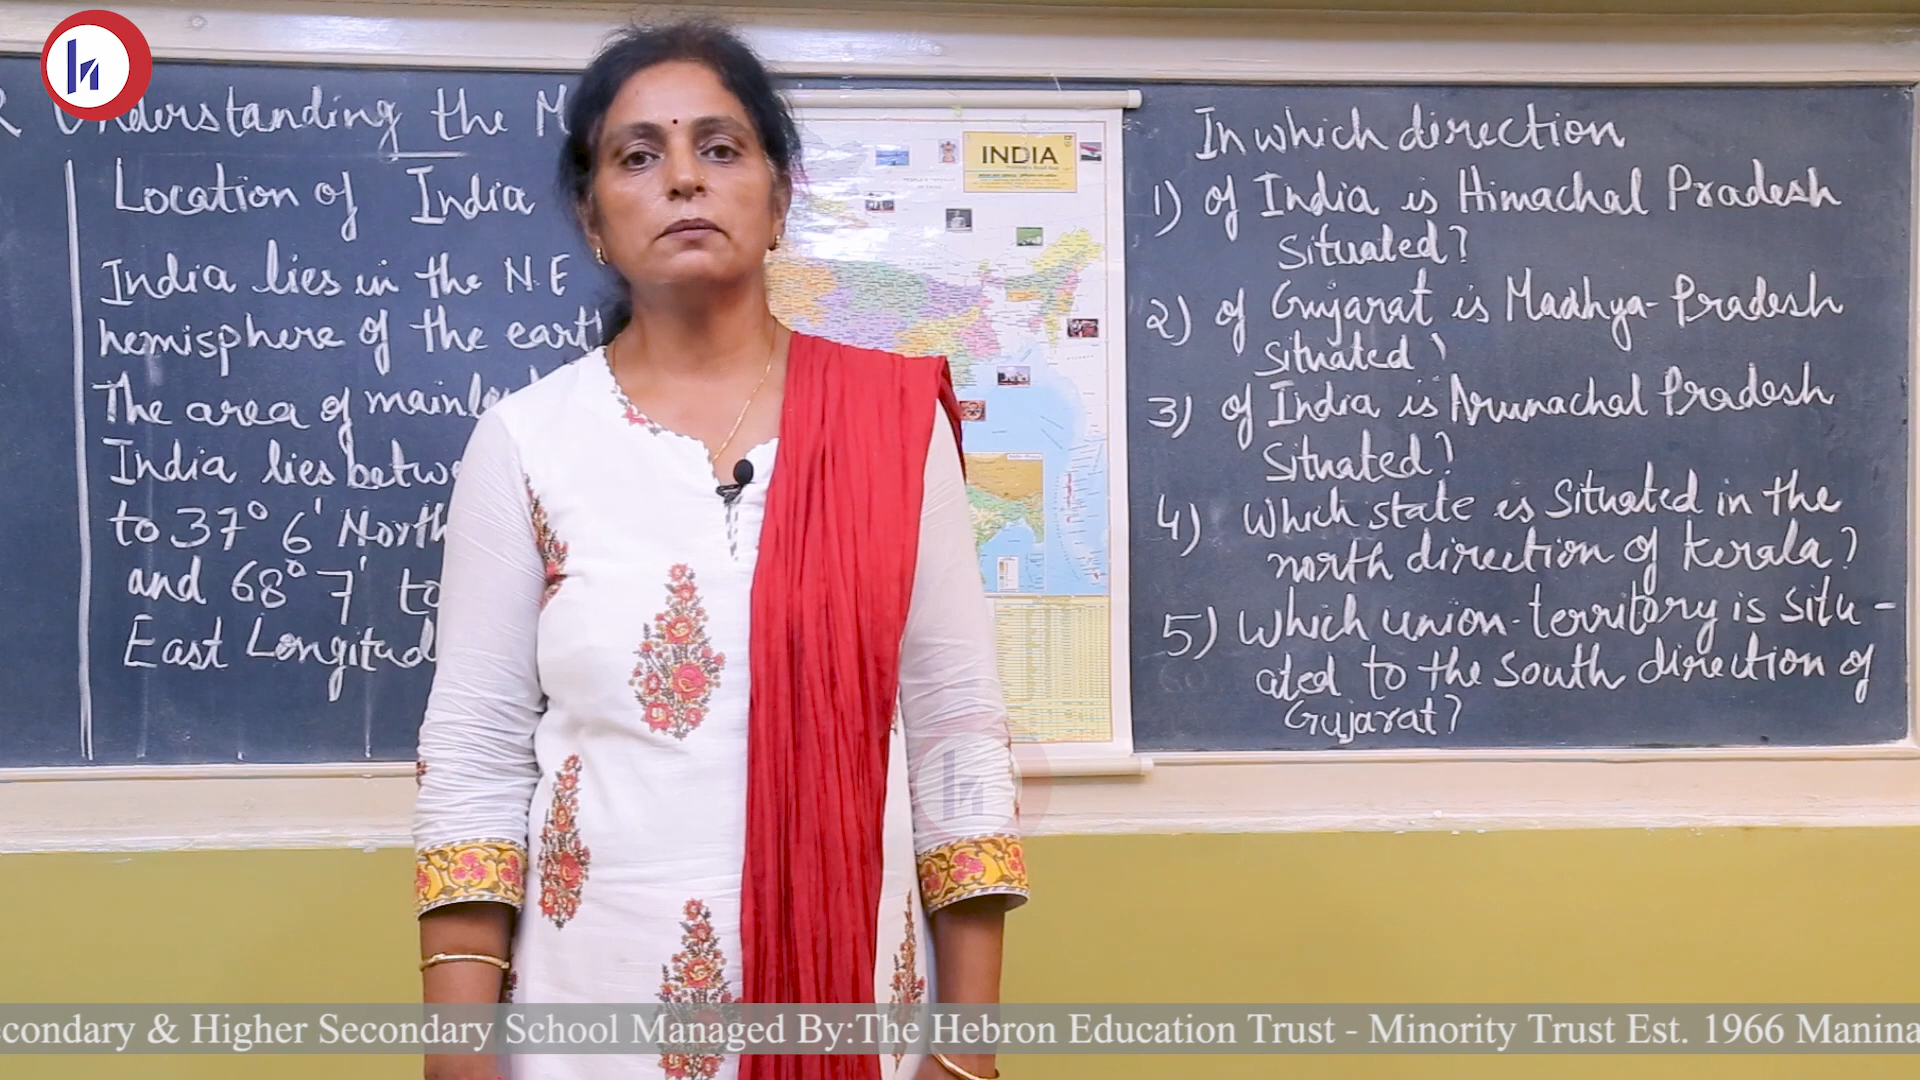 Understanding the M
Location of India
India lies in the N.E
hemisphere of the earth
The area of mainla
India lies betwe
to 37° 6' North
and 68° 7' to
East Longitud
INDIA
In which direction
1) of India is Himachal Pradesh
Situated?
2) of Gujarat is Madhya-Pradesh
Situated?
3) of India is Arunachal Pradesh
Situated?
4) Which state is Situated in the
north direction of Kerala?
5) Which union-territory is situ-
ated to the south direction of
Gujarat?
econdary & Higher Secondary School Managed By:The Hebron Education Trust - Minority Trust Est. 1966 Manina